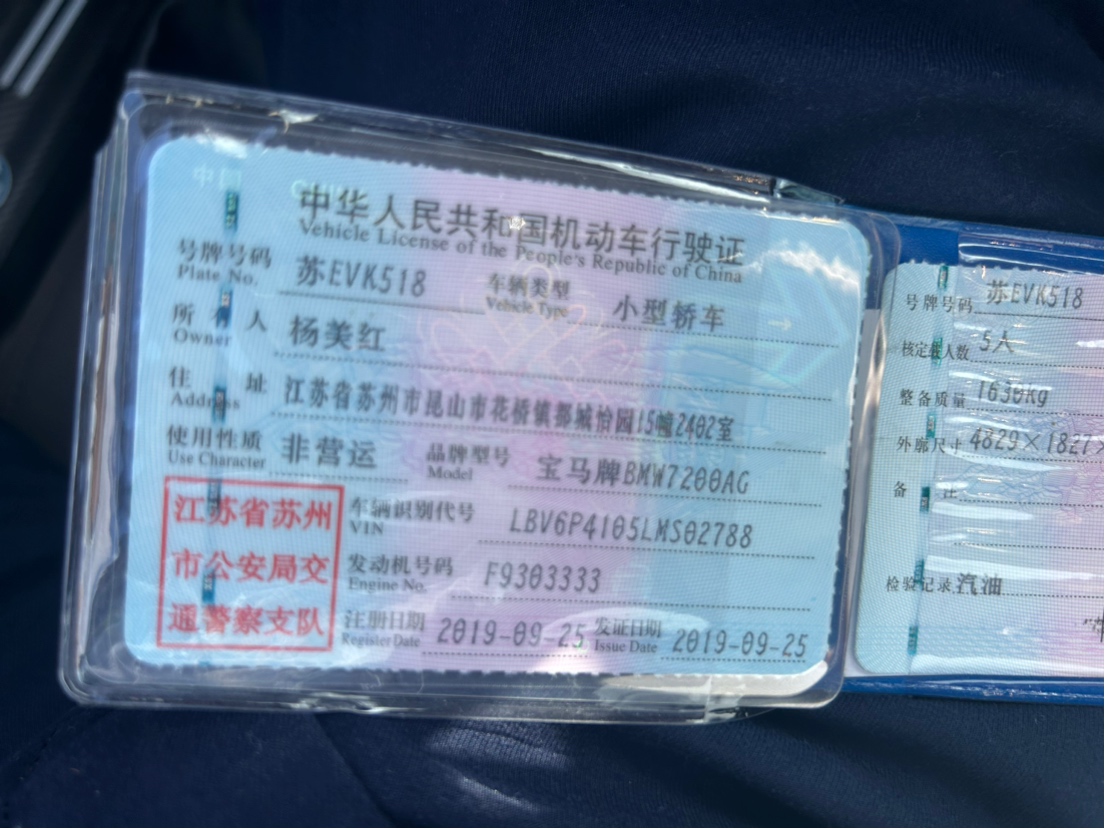 中华人民共和国机动车行驶证
Vehicle License of the People's Republic of China
号牌号码 苏EVK518 车辆类型 小型轿车
Plate No. Vehicle Type
所有人 杨美红
Owner
住址 江苏省苏州市昆山市花桥镇都城怡园15幢2402室
Address
使用性质 非营运 品牌型号 宝马牌BMW7200AG
Use Character Model
江苏省苏州
市公安局交
通警察支队
车辆识别代号 LBV6P4105LMS02788
VIN
发动机号码 F9303333
Engine No.
注册日期 2019-09-25 发证日期 2019-09-25
Register Date Issue Date
号牌号码 苏EVK518
核定载人数 5人
整备质量 1630kg
外廓尺寸 4829×1827×
备注
检验记录 汽油